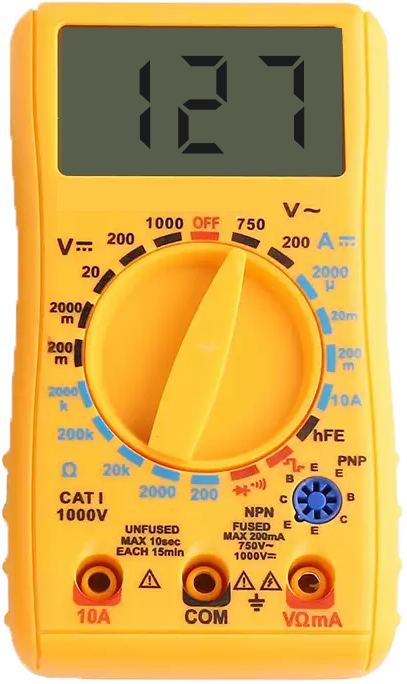 127
V~
1000 OFF 750
V⎓ 200 200 A⎓
20 2000
µ
2000 20m
m
200 200
m m
2000 10A
k
200k hFE
Ω 20k PNP
2000 200
CAT I
1000V
NPN
E E
B B
C C
E E
UNFUSED
MAX 10sec
EACH 15min
FUSED
MAX 200mA
750V~
1000V⎓
10A COM VΩmA